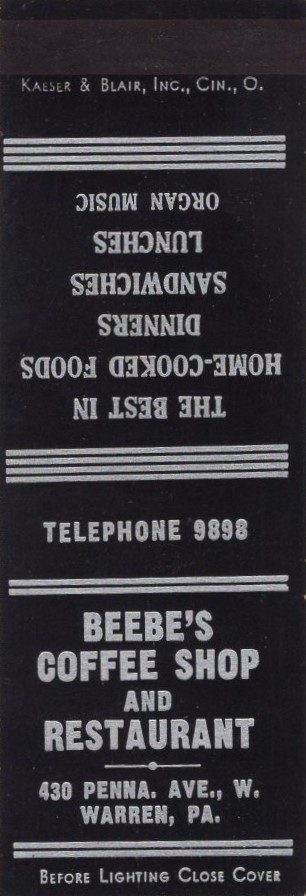 KAESER & BLAIR, INC., CIN., O.
THE BEST IN
HOME-COOKED FOODS
DINNERS
SANDWICHES
LUNCHES
ORGAN MUSIC
TELEPHONE 9898
BEEBE'S
COFFEE SHOP
AND
RESTAURANT
430 PENNA. AVE., W.
WARREN, PA.
BEFORE LIGHTING CLOSE COVER